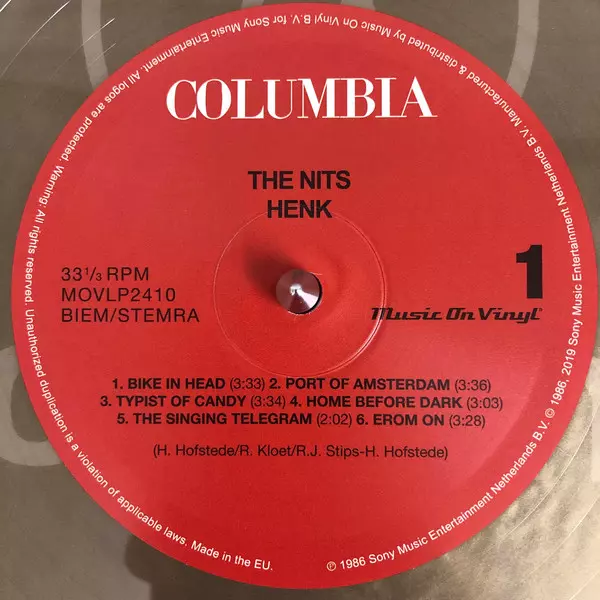 COLUMBIA
THE NITS
HENK
33⅓ RPM
MOVLP2410
BIEM/STEMRA
1
Music On Vinyl
1. BIKE IN HEAD (3:33) 2. PORT OF AMSTERDAM (3:36)
3. TYPIST OF CANDY (3:34) 4. HOME BEFORE DARK (3:03)
5. THE SINGING TELEGRAM (2:02) 6. EROM ON (3:28)
(H. Hofstede/R. Kloet/R.J. Stips-H. Hofstede)
℗ 1986 Sony Music Entertainment Netherlands B.V. © 1986, 2019 Sony Music Entertainment Netherlands B.V. Manufactured & distributed by Music On Vinyl B.V. for Sony Music Entertainment. All logos are protected. Warning: All rights reserved. Unauthorized duplication is a violation of applicable laws. Made in the EU.